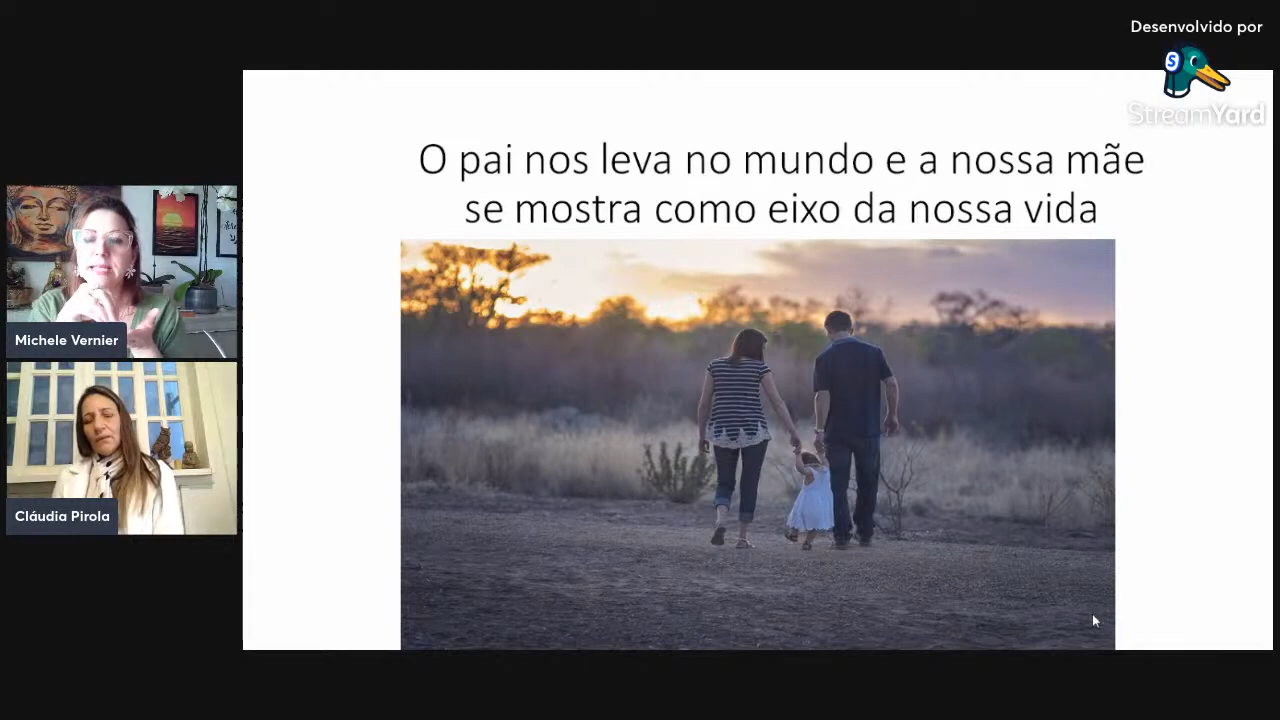 Desenvolvido por
S
StreamYard
O pai nos leva no mundo e a nossa mãe
se mostra como eixo da nossa vida
Michele Vernier
Cláudia Pirola